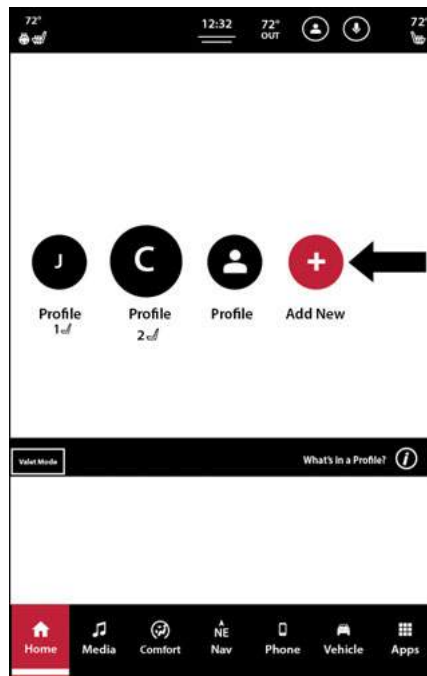 72°
12:32
72°
OUT
72°
J
C
Profile
1
Profile
2
Profile
Add New
Valet Mode
What's in a Profile?
i
Home
Media
Comfort
NE
Nav
Phone
Vehicle
Apps